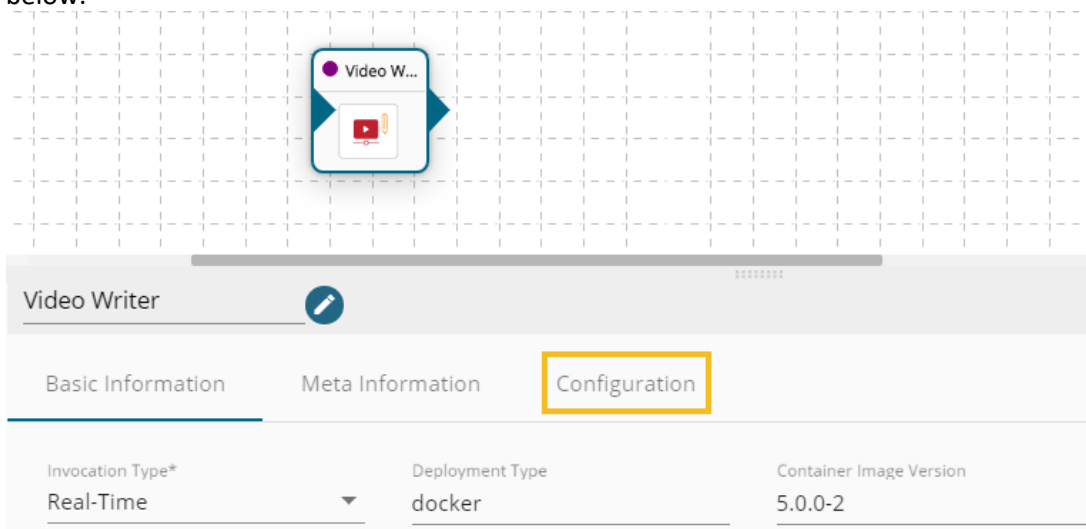 below:
Video W...
Video Writer
Basic Information Meta Information Configuration
Invocation Type* Deployment Type Container Image Version
Real-Time docker 5.0.0-2